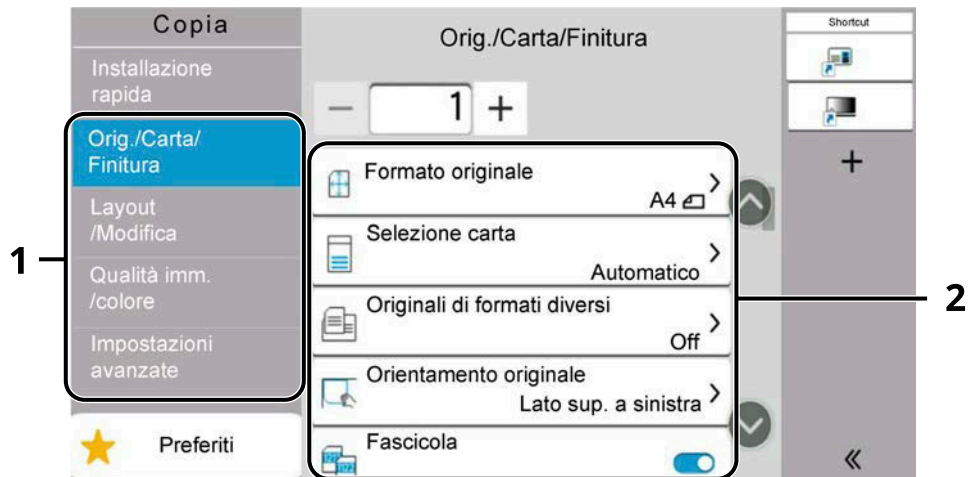 Copia
Installazione
rapida
Orig./Carta/
Finitura
Layout
/Modifica
Qualità imm.
/colore
Impostazioni
avanzate
Preferiti
1
Orig./Carta/Finitura
− 1 +
Formato originale
A4
Selezione carta
Automatico
Originali di formati diversi
Off
Orientamento originale
Lato sup. a sinistra
Fascicola
2
Shortcut
+